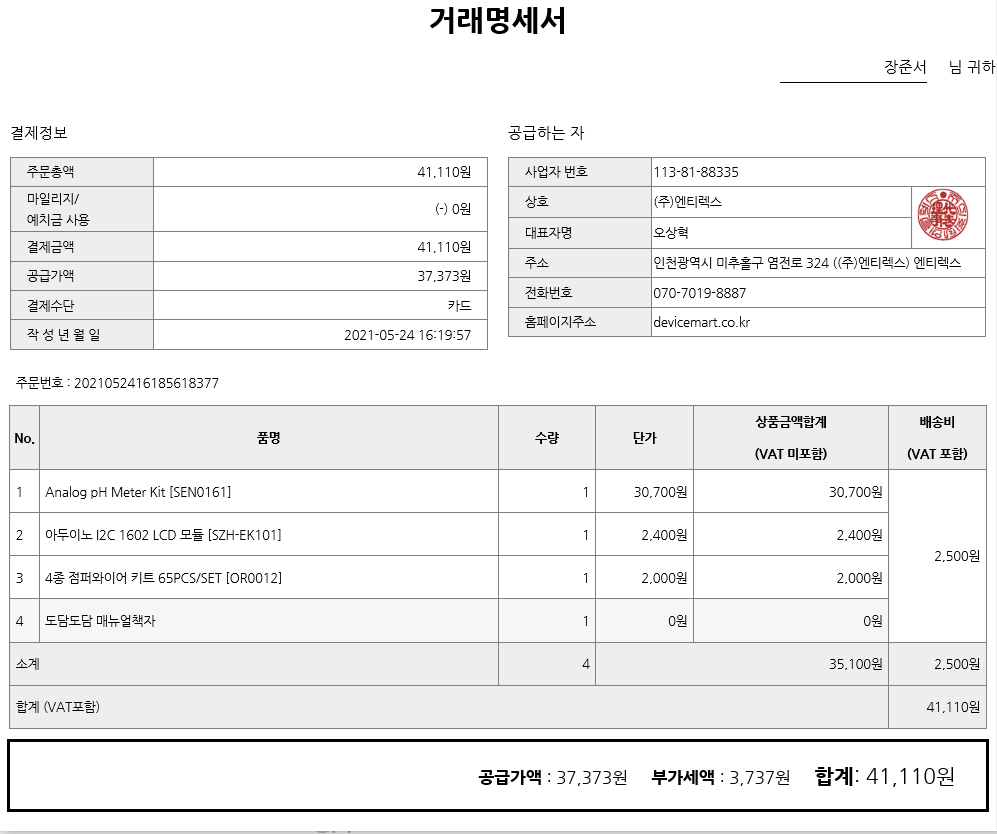 거래명세서
장준서 님 귀하
결제정보
주문총액 41,110원
마일리지/
예치금 사용 (-) 0원
결제금액 41,110원
공급가액 37,373원
결제수단 카드
작 성 년 월 일 2021-05-24 16:19:57
공급하는 자
사업자 번호 113-81-88335
상호 (주)엔티렉스
대표자명 오상혁
주소 인천광역시 미추홀구 염전로 324 ((주)엔티렉스) 엔티렉스
전화번호 070-7019-8887
홈페이지주소 devicemart.co.kr
주문번호 : 2021052416185618377
No. 품명 수량 단가 상품금액합계 배송비
(VAT 미포함) (VAT 포함)
1 Analog pH Meter Kit [SEN0161] 1 30,700원 30,700원
2 아두이노 I2C 1602 LCD 모듈 [SZH-EK101] 1 2,400원 2,400원
2,500원
3 4종 점퍼와이어 키트 65PCS/SET [OR0012] 1 2,000원 2,000원
4 도담도담 매뉴얼책자 1 0원 0원
소계 4 35,100원 2,500원
합계 (VAT포함) 41,110원
공급가액 : 37,373원 부가세액 : 3,737원 합계: 41,110원